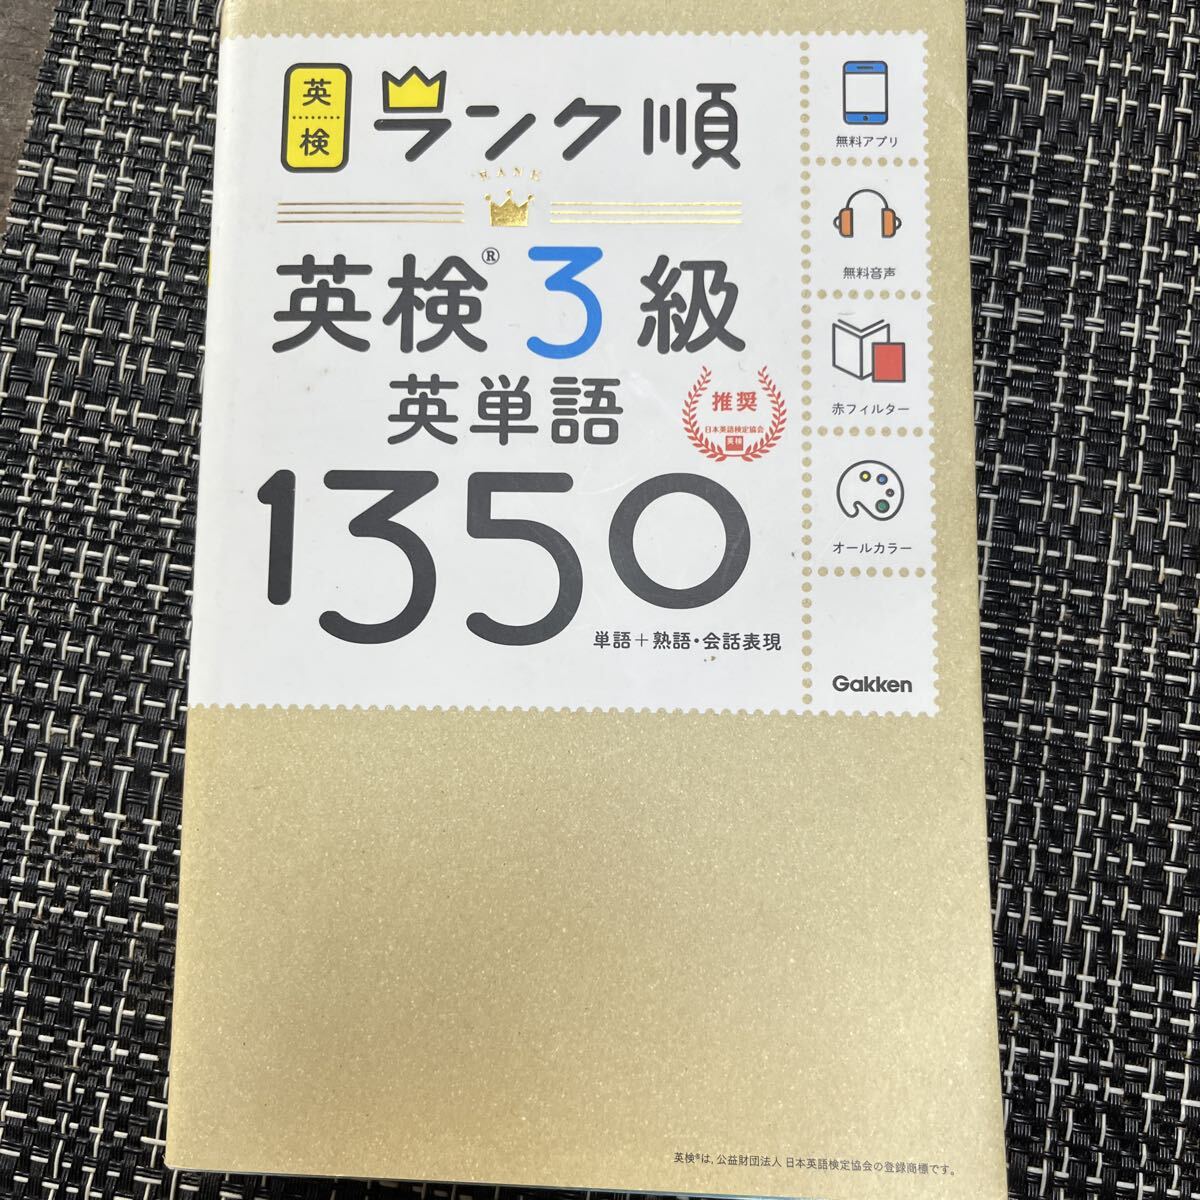 英検
ランク順
RANK
英検®3級
英単語
1350
単語＋熟語・会話表現
推奨
日本英語検定協会
英検
無料アプリ
無料音声
赤フィルター
オールカラー
Gakken
英検®は、公益財団法人 日本英語検定協会の登録商標です。